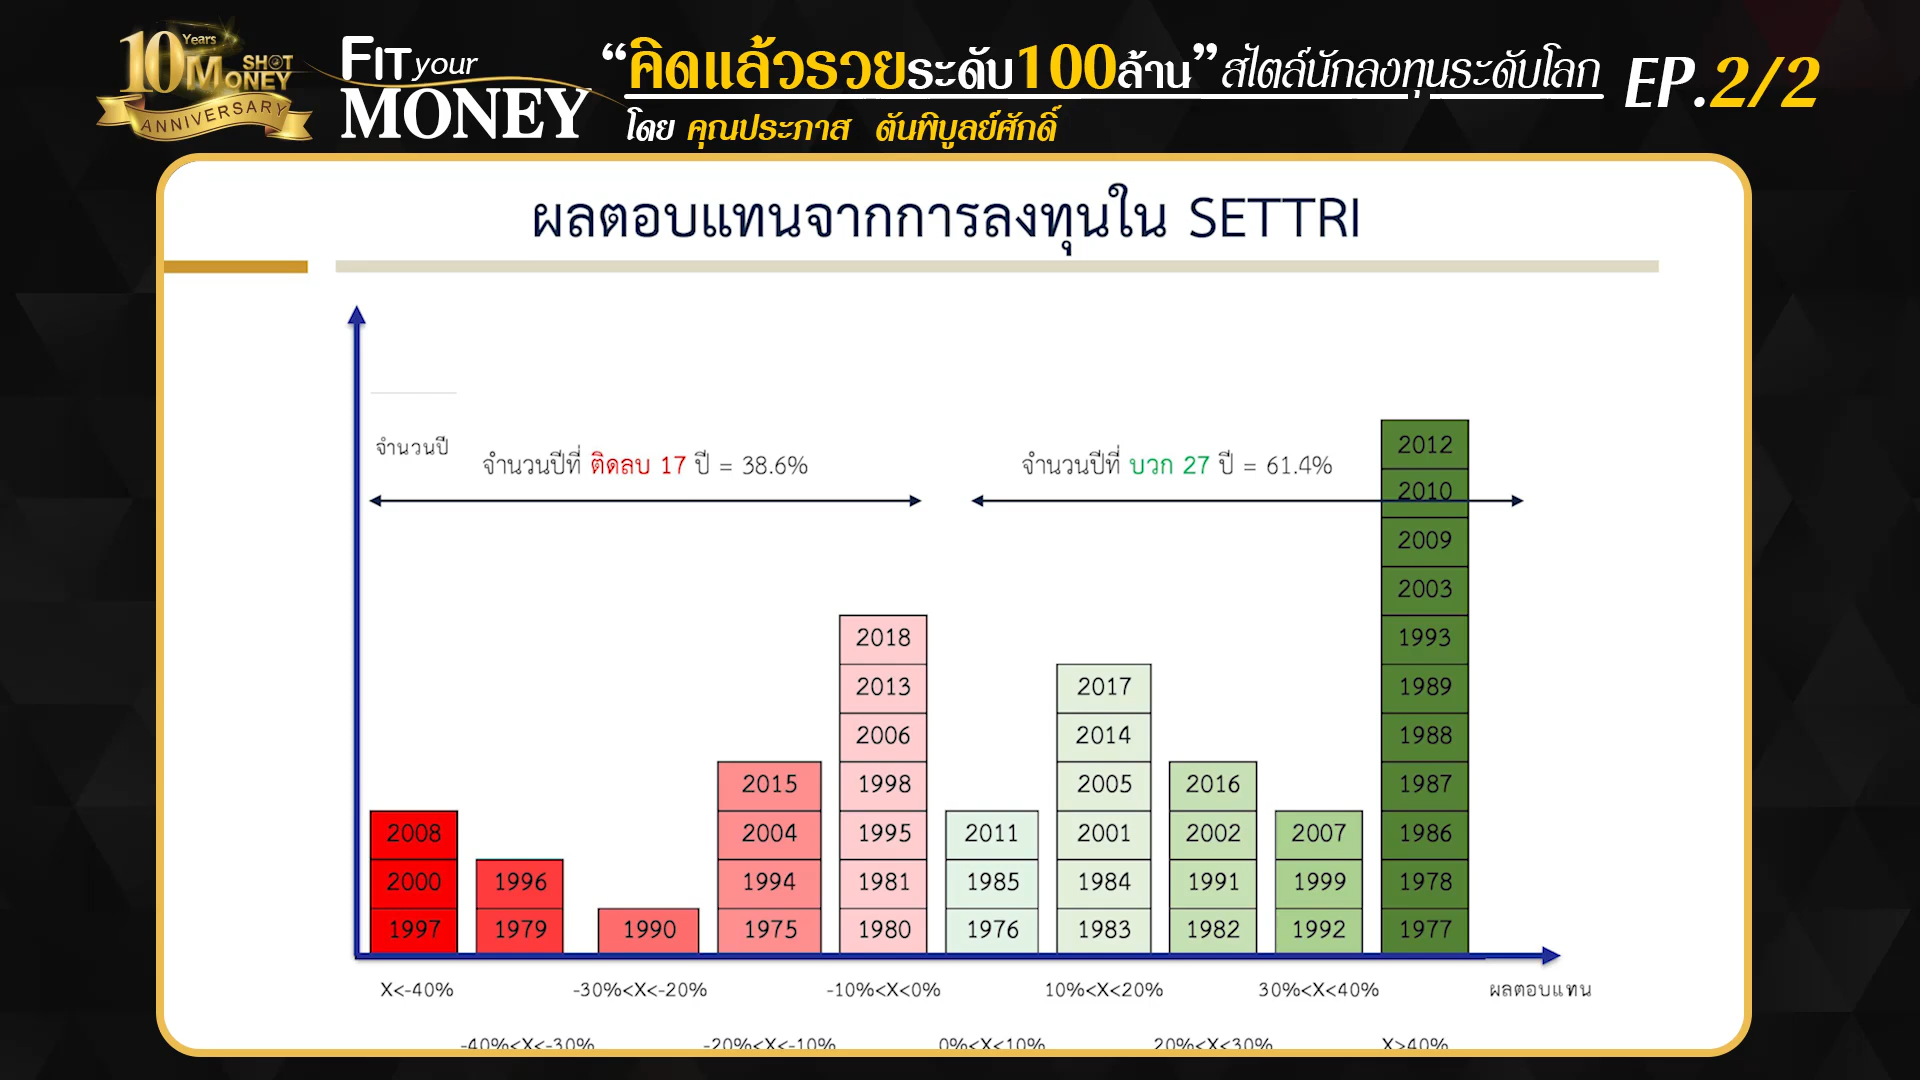 10 Years
SHOT
MONEY
ANNIVERSARY
FIT your
MONEY
“คิดแล้วรวยระดับ100ล้าน” สไตล์นักลงทุนระดับโลก EP.2/2
โดย คุณประภาส ตันพิบูลย์ศักดิ์
ผลตอบแทนจากการลงทุนใน SETTRI
จำนวนปี
จำนวนปีที่ ติดลบ 17 ปี = 38.6%
จำนวนปีที่ บวก 27 ปี = 61.4%
2012
2010
2009
2003
2018 1993
2013 2017 1989
2006 2014 1988
2015 1998 2005 2016 1987
2008 2004 1995 2011 2001 2002 2007 1986
2000 1996 1994 1981 1985 1984 1991 1999 1978
1997 1979 1990 1975 1980 1976 1983 1982 1992 1977
X<-40% -30%<X<-20% -10%<X<0% 10%<X<20% 30%<X<40% ผลตอบแทน
-40%<X<-30% -20%<X<-10% 0%<X<10% 20%<X<30% X>40%